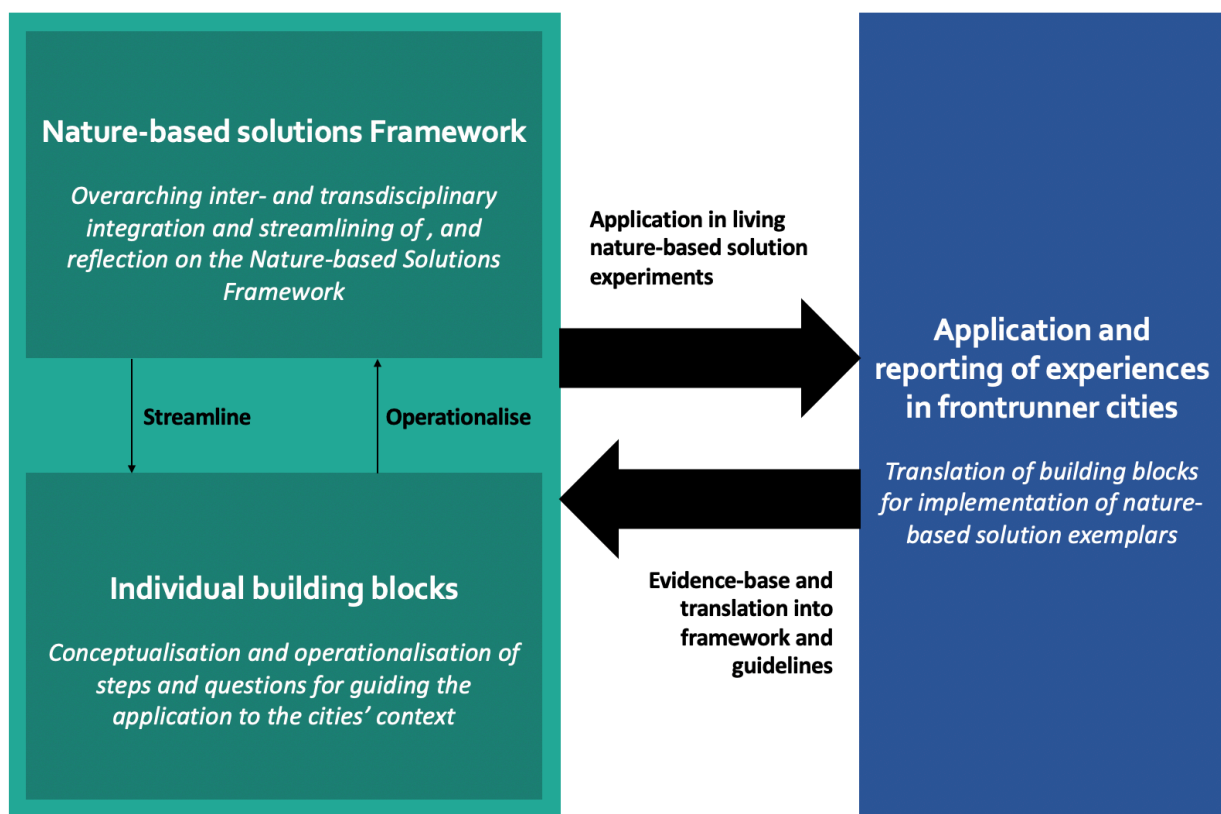 Nature-based solutions Framework
Overarching inter- and transdisciplinary
integration and streamlining of , and
reflection on the Nature-based Solutions
Framework
Streamline
Operationalise
Individual building blocks
Conceptualisation and operationalisation of
steps and questions for guiding the
application to the cities’ context
Application in living
nature-based solution
experiments
Evidence-base and
translation into
framework and
guidelines
Application and
reporting of experiences
in frontrunner cities
Translation of building blocks
for implementation of nature-
based solution exemplars